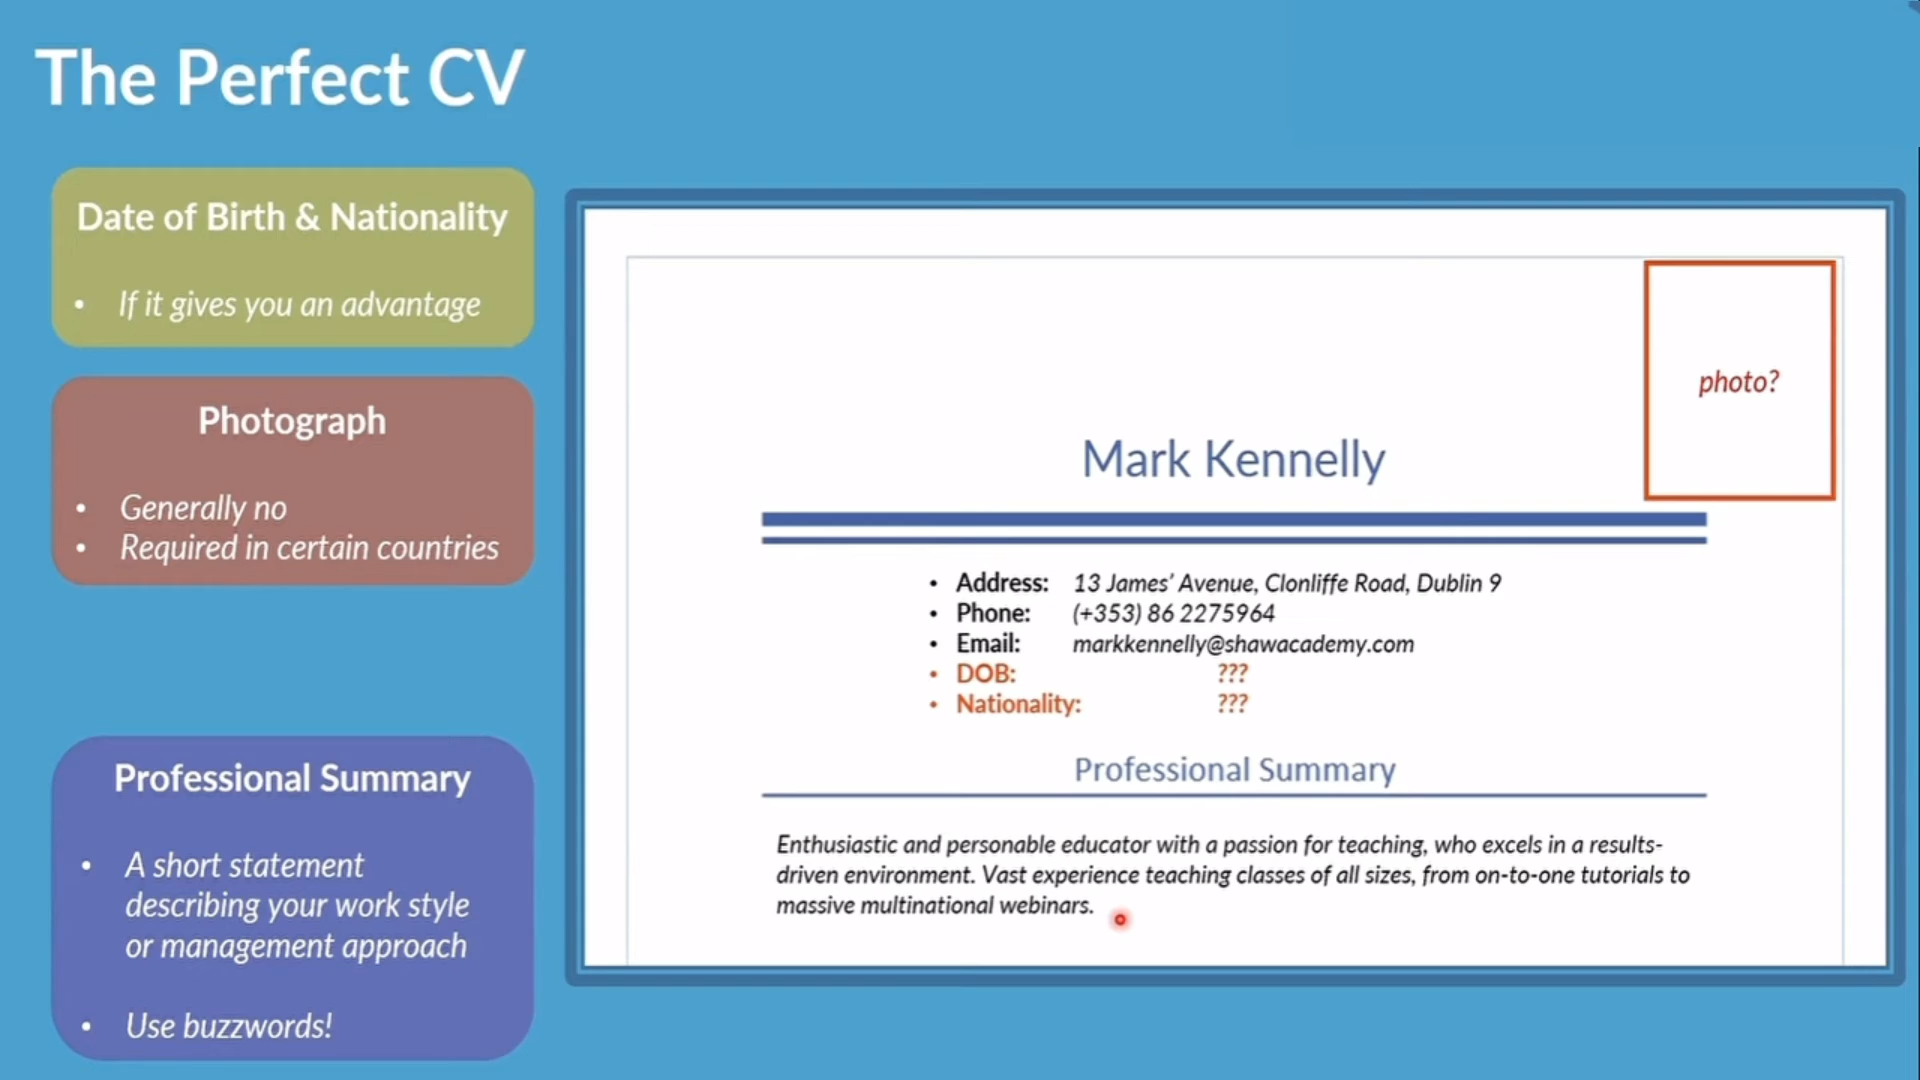 The Perfect CV
Date of Birth & Nationality
• If it gives you an advantage
Photograph
• Generally no
• Required in certain countries
Professional Summary
• A short statement
describing your work style
or management approach
• Use buzzwords!
photo?
Mark Kennelly
• Address: 13 James’ Avenue, Clonliffe Road, Dublin 9
• Phone: (+353) 86 2275964
• Email: markkennelly@shawacademy.com
• DOB: ???
• Nationality: ???
Professional Summary
Enthusiastic and personable educator with a passion for teaching, who excels in a results-
driven environment. Vast experience teaching classes of all sizes, from on-to-one tutorials to
massive multinational webinars.